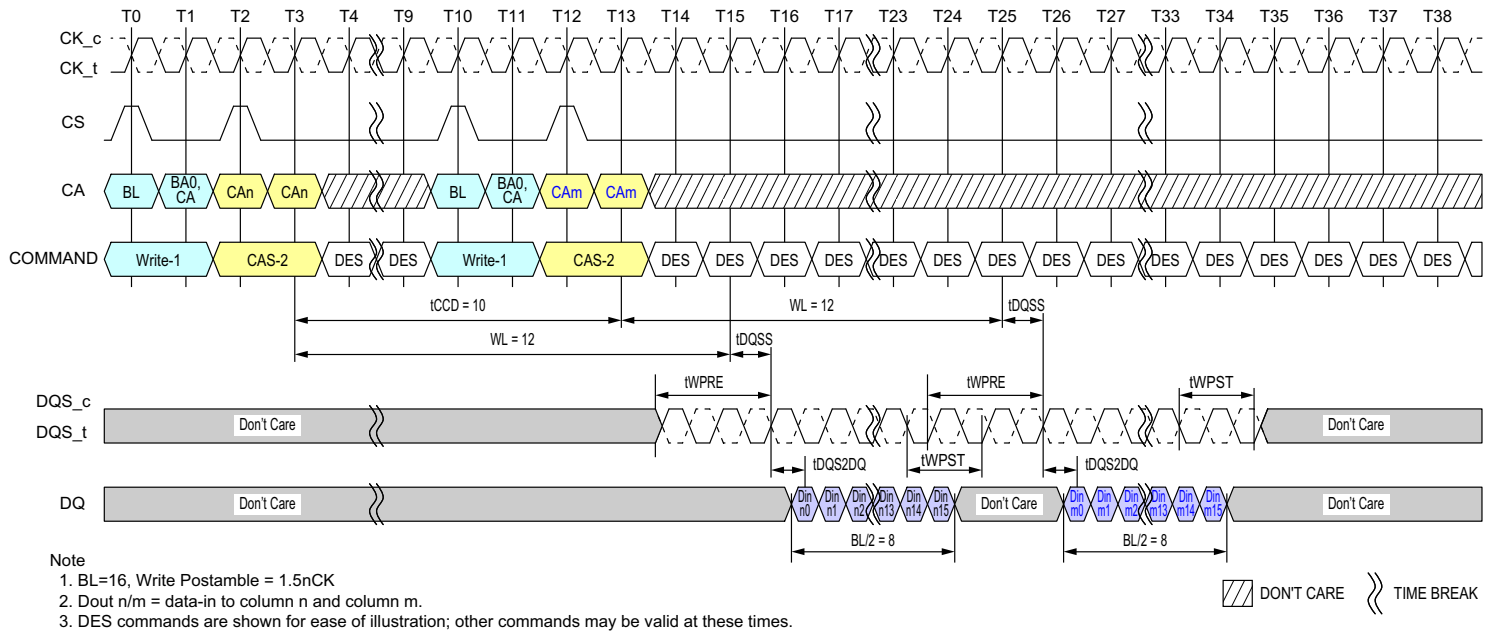 T0 T1 T2 T3 T4 T9 T10 T11 T12 T13 T14 T15 T16 T17 T23 T24 T25 T26 T27 T33 T34 T35 T36 T37 T38
CK_c
CK_t
CS
CA BL BA0, CA CAn CAn BL BA0, CA CAm CAm
COMMAND Write-1 CAS-2 DES DES Write-1 CAS-2 DES DES DES DES DES DES DES DES DES DES DES DES DES DES DES
tCCD = 10 WL = 12 tDQSS
WL = 12 tDQSS
tWPRE tWPRE tWPST
DQS_c
DQS_t Don't Care Don't Care
tDQS2DQ tWPST tDQS2DQ
DQ Don't Care Din n0 Din n1 Din n2 Din n13 Din n14 Din n15 Don't Care Din m0 Din m1 Din m2 Din m13 Din m14 Din m15 Don't Care
BL/2 = 8 BL/2 = 8
Note
1. BL=16, Write Postamble = 1.5nCK
2. Dout n/m = data-in to column n and column m.
3. DES commands are shown for ease of illustration; other commands may be valid at these times.
DON'T CARE TIME BREAK